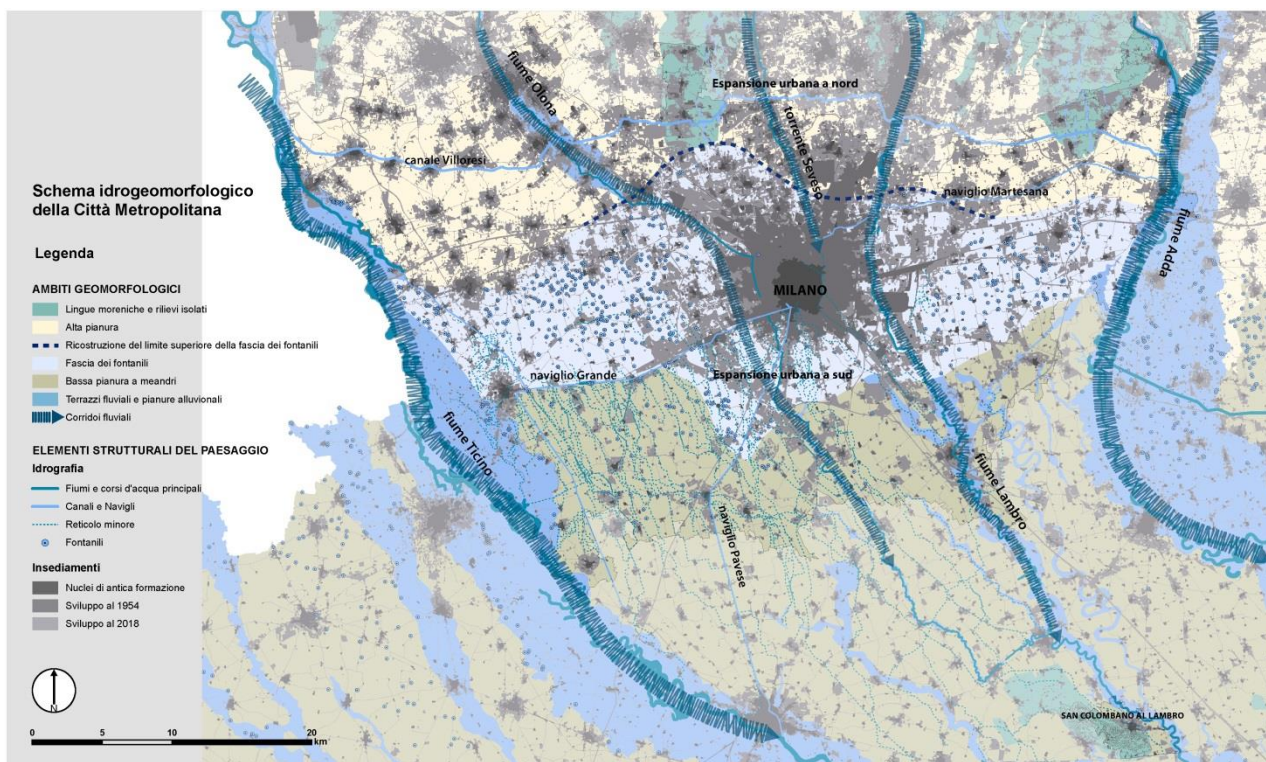 Schema idrogeomorfologico
della Città Metropolitana
Legenda
AMBITI GEOMORFOLOGICI
Lingue moreniche e rilievi isolati
Alta pianura
Ricostruzione del limite superiore della fascia dei fontanili
Fascia dei fontanili
Bassa pianura a meandri
Terrazzi fluviali e pianure alluvionali
Corridoi fluviali
ELEMENTI STRUTTURALI DEL PAESAGGIO
Idrografia
Fiumi e corsi d'acqua principali
Canali e Navigli
Reticolo minore
Fontanili
Insediamenti
Nuclei di antica formazione
Sviluppo al 1954
Sviluppo al 2018
N
0 5 10 20
km
fiume Olona
Espansione urbana a nord
torrente Seveso
canale Villoresi
naviglio Martesana
fiume Adda
MILANO
naviglio Grande
Espansione urbana a sud
fiume Ticino
fiume Lambro
naviglio Pavese
SAN COLOMBANO AL LAMBRO